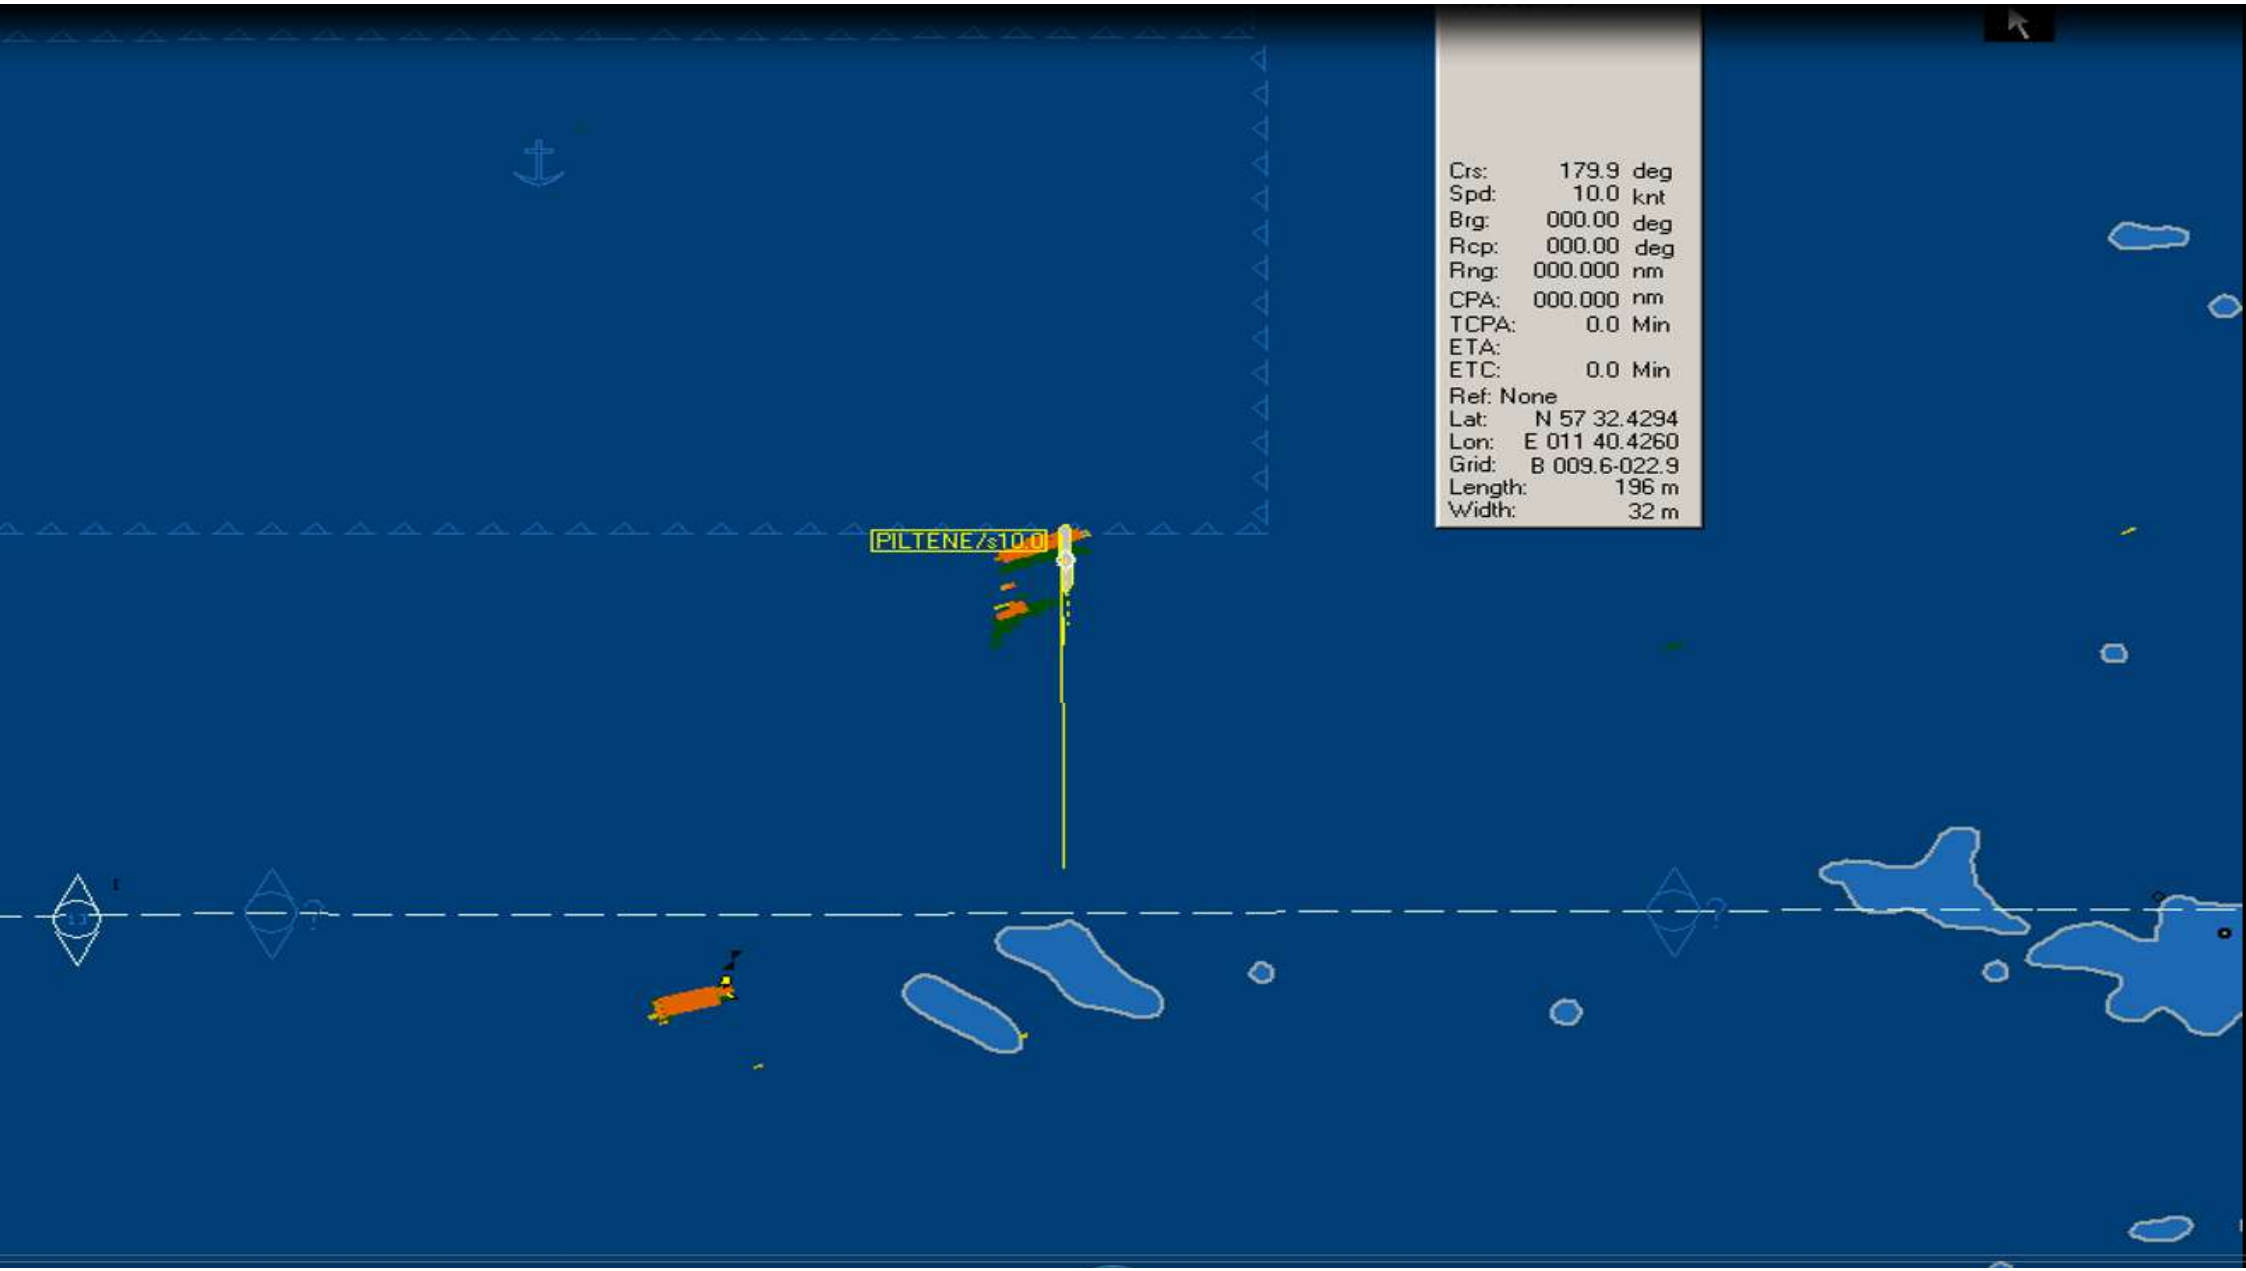 Crs: 179.9 deg
Spd: 10.0 knt
Brg: 000.00 deg
Rcp: 000.00 deg
Rng: 000.000 nm
CPA: 000.000 nm
TCPA: 0.0 Min
ETA:
ETC: 0.0 Min
Ref: None
Lat: N 57 32.4294
Lon: E 011 40.4260
Grid: B 009.6-022.9
Length: 196 m
Width: 32 m
PILTENE/s10.0
?
?